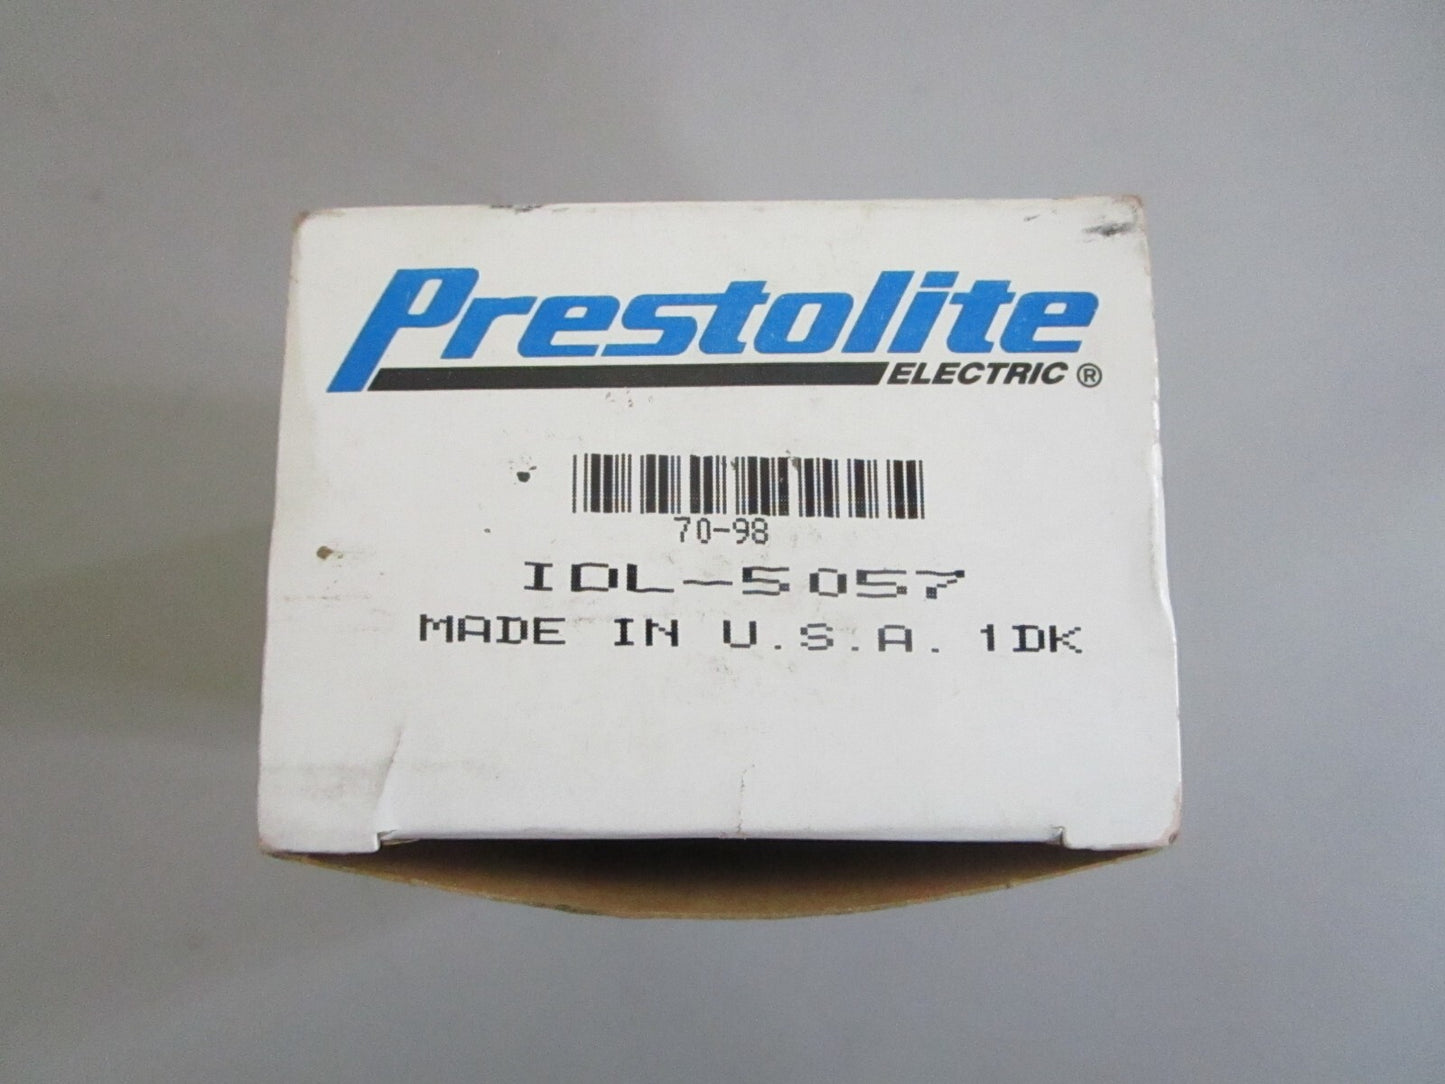 Prestolite
ELECTRIC ®
70-98
IDL-5057
MADE IN U.S.A. 1DK